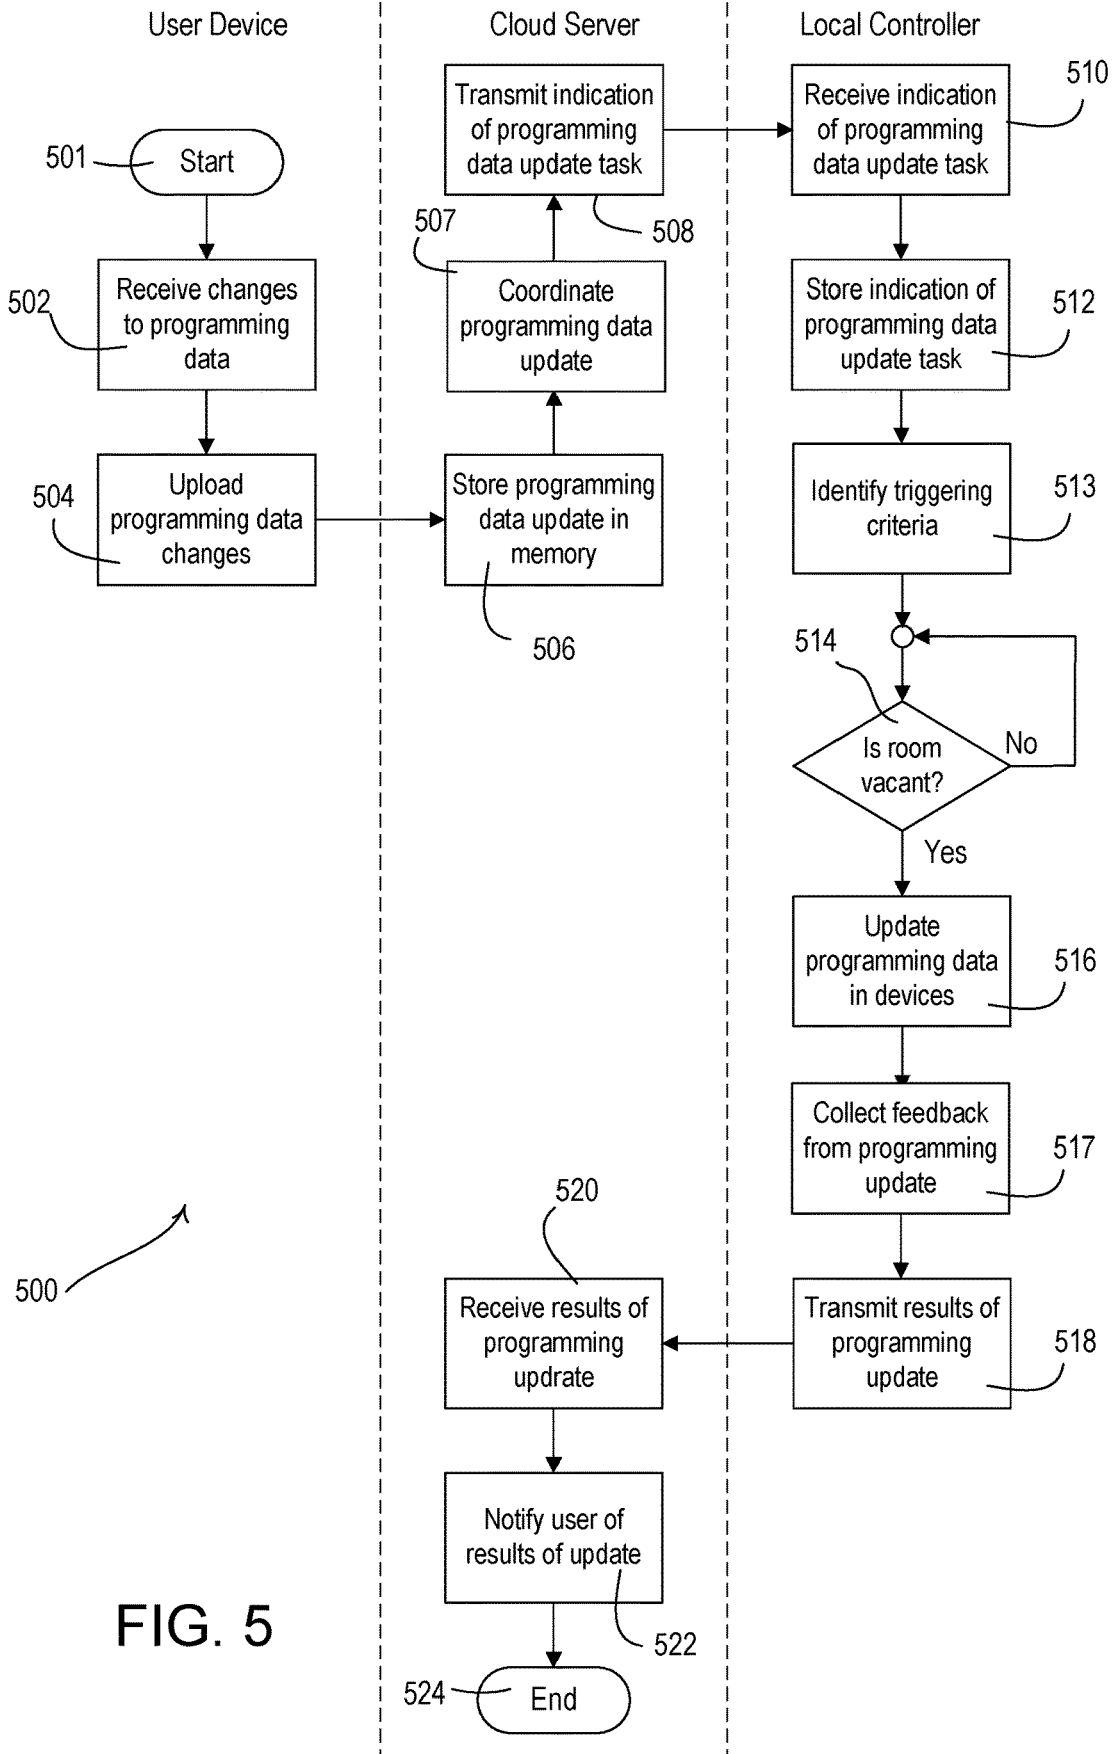 User Device
Cloud Server
Local Controller
501
Start
502
Receive changes
to programming
data
504
Upload
programming data
changes
Transmit indication
of programming
data update task
508
507
Coordinate
programming data
update
Store programming
data update in
memory
506
510
Receive indication
of programming
data update task
Store indication of
programming data
update task
512
Identify triggering
criteria
513
514
Is room
vacant?
No
Yes
Update
programming data
in devices
516
Collect feedback
from programming
update
517
Transmit results of
programming
update
518
520
Receive results of
programming
updrate
Notify user of
results of update
522
524
End
500
FIG. 5